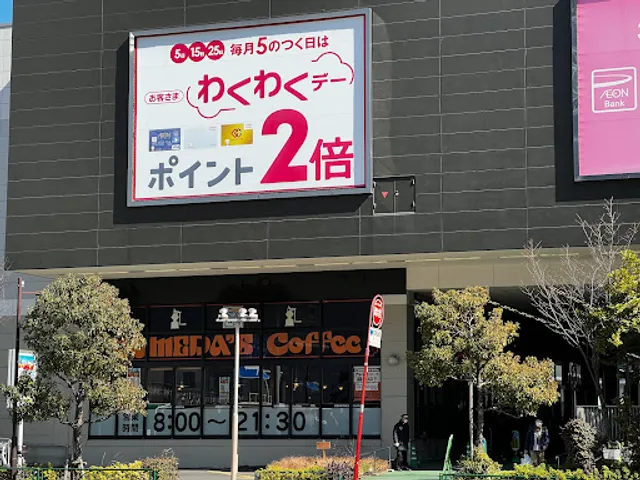 5日 15日 25日 毎月5のつく日は
お客さま わくわくデー
ポイント2倍
ÆON
Bank
OMEDA'S Coffee
営業時間 8:00～21:30